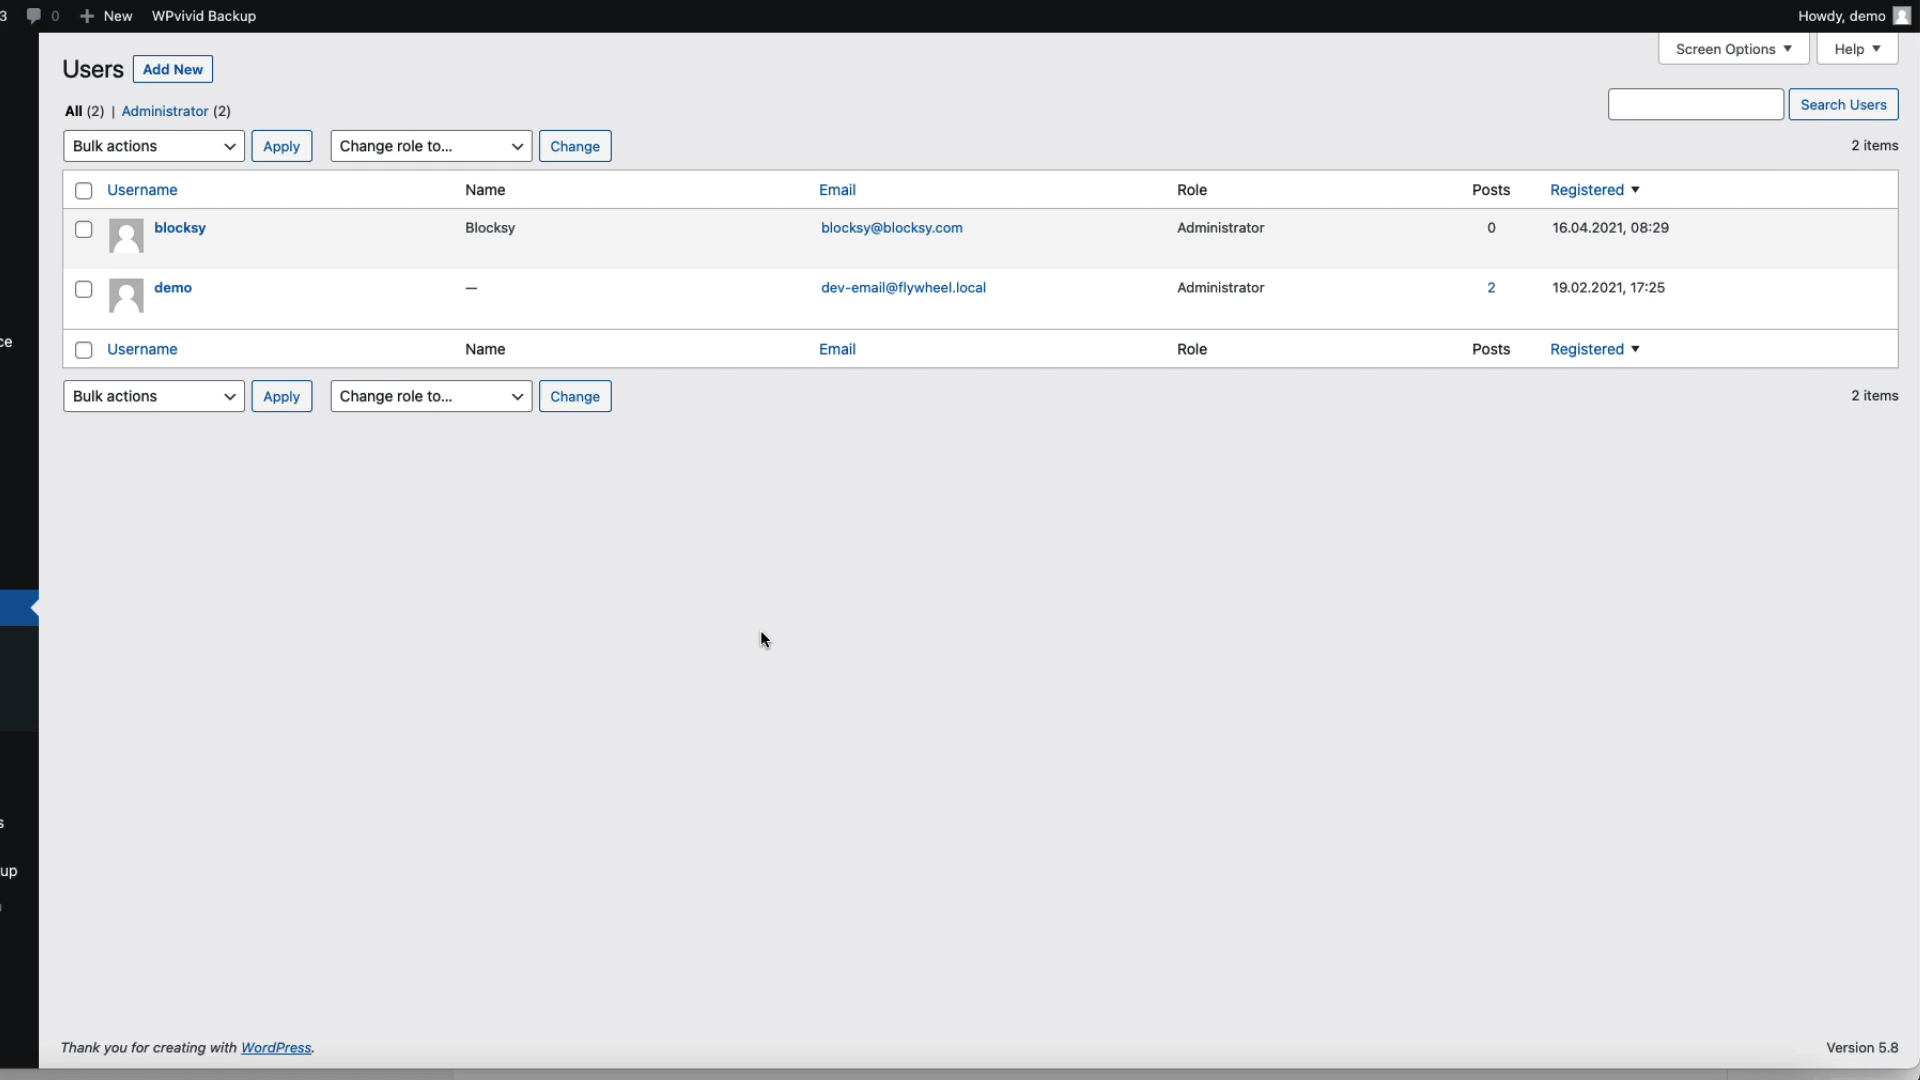 3 0 New WPvivid Backup Howdy, demo
Screen Options Help
Users Add New
All (2) | Administrator (2)
Search Users
Bulk actions Apply Change role to... Change 2 items
Username Name Email Role Posts Registered
blocksy Blocksy blocksy@blocksy.com Administrator 0 16.04.2021, 08:29
demo — dev-email@flywheel.local Administrator 2 19.02.2021, 17:25
ce
Username Name Email Role Posts Registered
Bulk actions Apply Change role to... Change 2 items
s
up
Thank you for creating with WordPress. Version 5.8